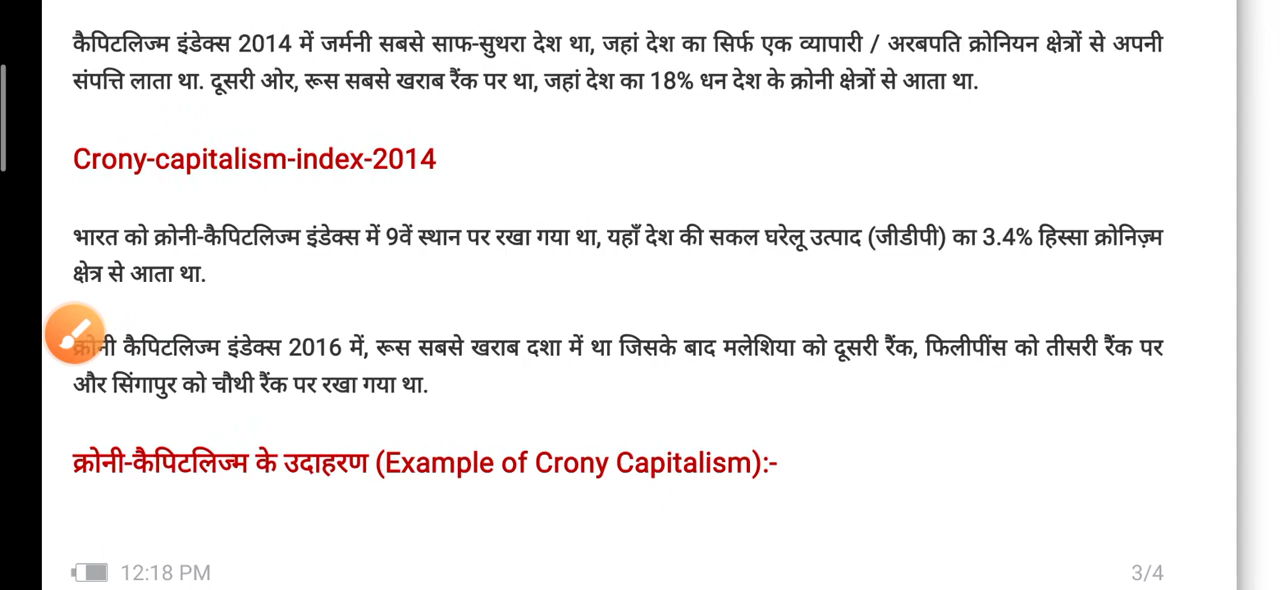 कैपिटलिज्म इंडेक्स 2014 में जर्मनी सबसे साफ-सुथरा देश था, जहां देश का सिर्फ एक व्यापारी / अरबपति क्रोनियन क्षेत्रों से अपनी
संपत्ति लाता था. दूसरी ओर, रूस सबसे खराब रैंक पर था, जहां देश का 18% धन देश के क्रोनी क्षेत्रों से आता था.
Crony-capitalism-index-2014
भारत को क्रोनी-कैपिटलिज्म इंडेक्स में 9वें स्थान पर रखा गया था, यहाँ देश की सकल घरेलू उत्पाद (जीडीपी) का 3.4% हिस्सा क्रोनिज़्म
क्षेत्र से आता था.
क्रोनी कैपिटलिज्म इंडेक्स 2016 में, रूस सबसे खराब दशा में था जिसके बाद मलेशिया को दूसरी रैंक, फिलीपींस को तीसरी रैंक पर
और सिंगापुर को चौथी रैंक पर रखा गया था.
क्रोनी-कैपिटलिज्म के उदाहरण (Example of Crony Capitalism):-
12:18 PM 3/4